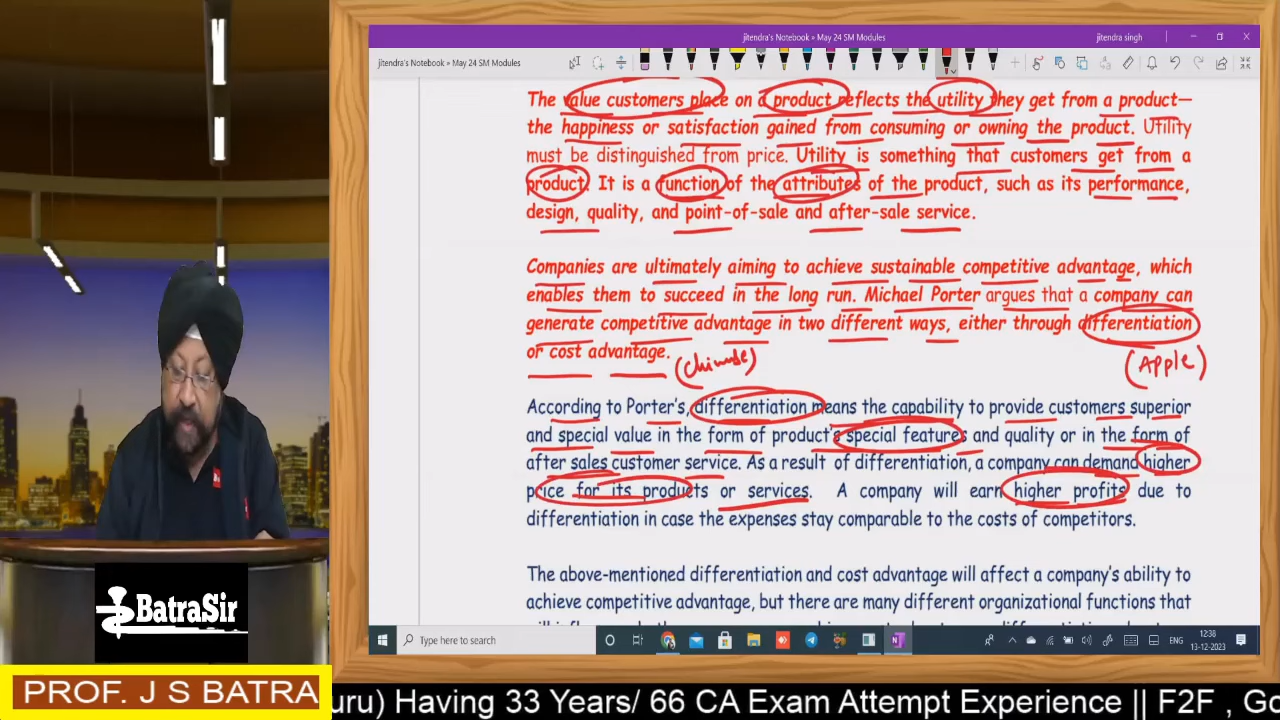 jitendra's Notebook » May 24 SM Modules
jitendra singh
jitendra's Notebook » May 24 SM Modules
The value customers place on a product reflects the utility they get from a product—
the happiness or satisfaction gained from consuming or owning the product. Utility
must be distinguished from price. Utility is something that customers get from a
product. It is a function of the attributes of the product, such as its performance,
design, quality, and point-of-sale and after-sale service.
Companies are ultimately aiming to achieve sustainable competitive advantage, which
enables them to succeed in the long run. Michael Porter argues that a company can
generate competitive advantage in two different ways, either through differentiation
or cost advantage.
(Apple)
According to Porter's, differentiation means the capability to provide customers superior
and special value in the form of product's special features and quality or in the form of
after sales customer service. As a result of differentiation, a company can demand higher
price for its products or services. A company will earn higher profits due to
differentiation in case the expenses stay comparable to the costs of competitors.
The above-mentioned differentiation and cost advantage will affect a company's ability to
achieve competitive advantage, but there are many different organizational functions that
BatraSir
Type here to search
ENG
12:38
13-12-2023
PROF. J S BATRA
uru) Having 33 Years/ 66 CA Exam Attempt Experience || F2F , Go